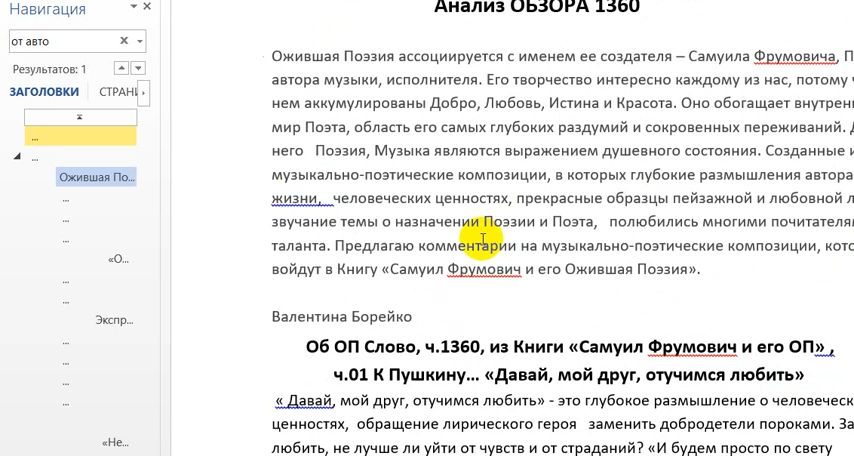 Навигация
от авто
Результатов: 1
ЗАГОЛОВКИ СТРАНИ
...
...
Ожившая По...
...
...
...
«О...
...
...
Экспр...
...
...
...
...
«Не...
Анализ ОБЗОРА 1360
Ожившая Поэзия ассоциируется с именем ее создателя – Самуила Фрумовича, П
автора музыки, исполнителя. Его творчество интересно каждому из нас, потому ч
нем аккумулированы Добро, Любовь, Истина и Красота. Оно обогащает внутрен
мир Поэта, область его самых глубоких раздумий и сокровенных переживаний. Д
него Поэзия, Музыка являются выражением душевного состояния. Созданные и
музыкально-поэтические композиции, в которых глубокие размышления автора
жизни, человеческих ценностях, прекрасные образцы пейзажной и любовной л
звучание темы о назначении Поэзии и Поэта, полюбились многими почитателя
таланта. Предлагаю комментарии на музыкально-поэтические композиции, кото
войдут в Книгу «Самуил Фрумович и его Ожившая Поэзия».
Валентина Борейко
Об ОП Слово, ч.1360, из Книги «Самуил Фрумович и его ОП» ,
ч.01 К Пушкину... «Давай, мой друг, отучимся любить»
« Давай, мой друг, отучимся любить» - это глубокое размышление о человеческ
ценностях, обращение лирического героя заменить добродетели пороками. За
любить, не лучше ли уйти от чувств и от страданий? «И будем просто по свету